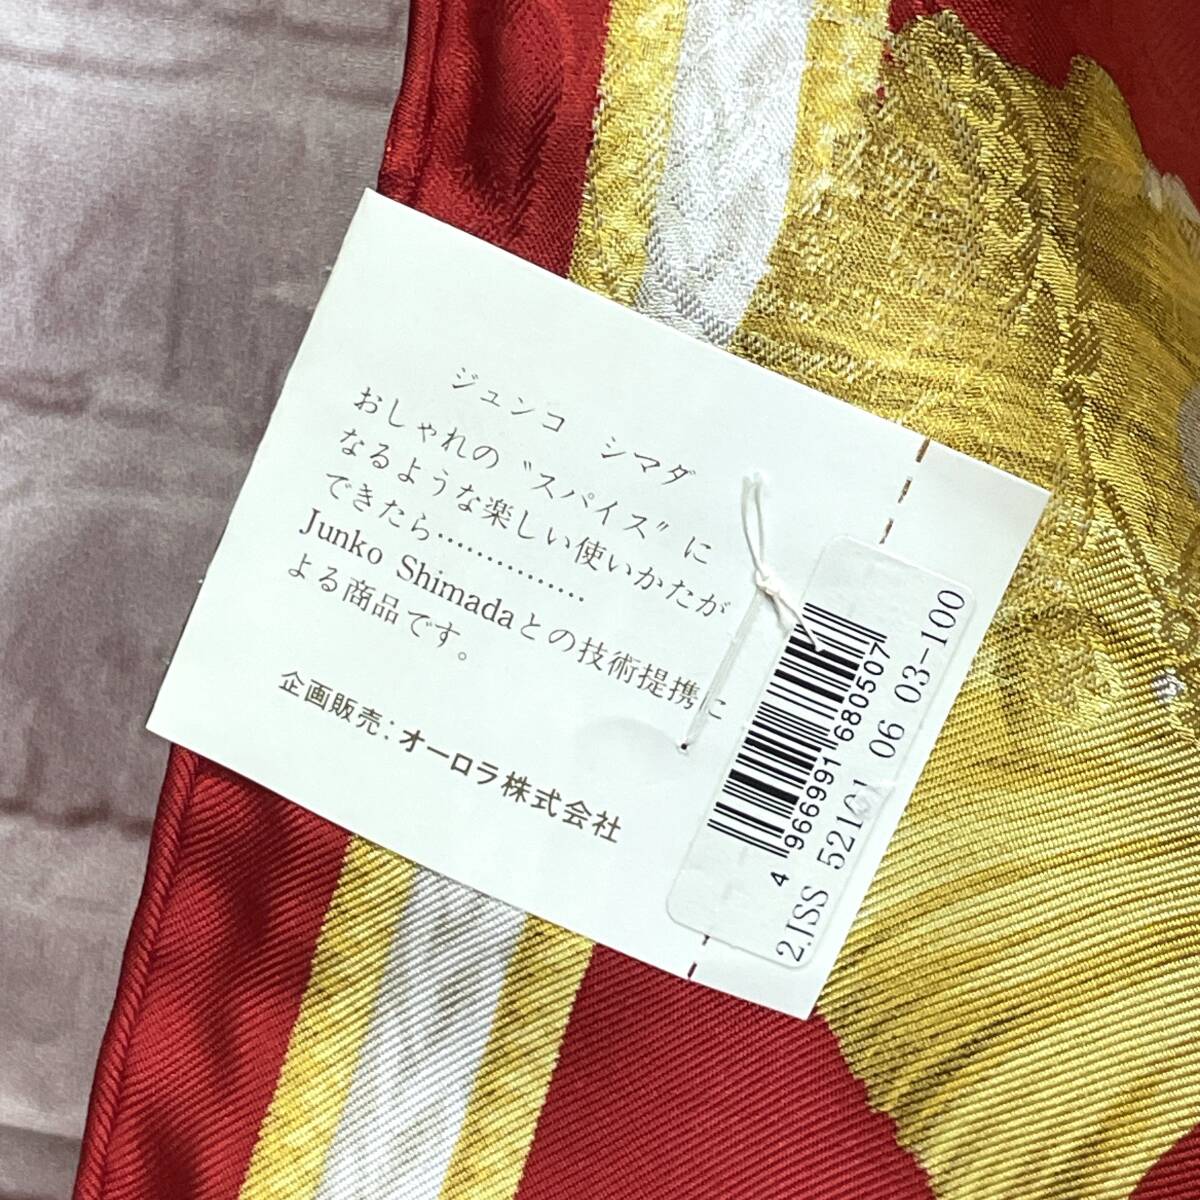 ジュンコ シマダ
おしゃれの〝スパイス〟に
なるような楽しい使いかたが
できたら……………
Junko Shimadaとの技術提携に
よる商品です。
企画販売：オーロラ株式会社
4 966991 680507
06 03-100